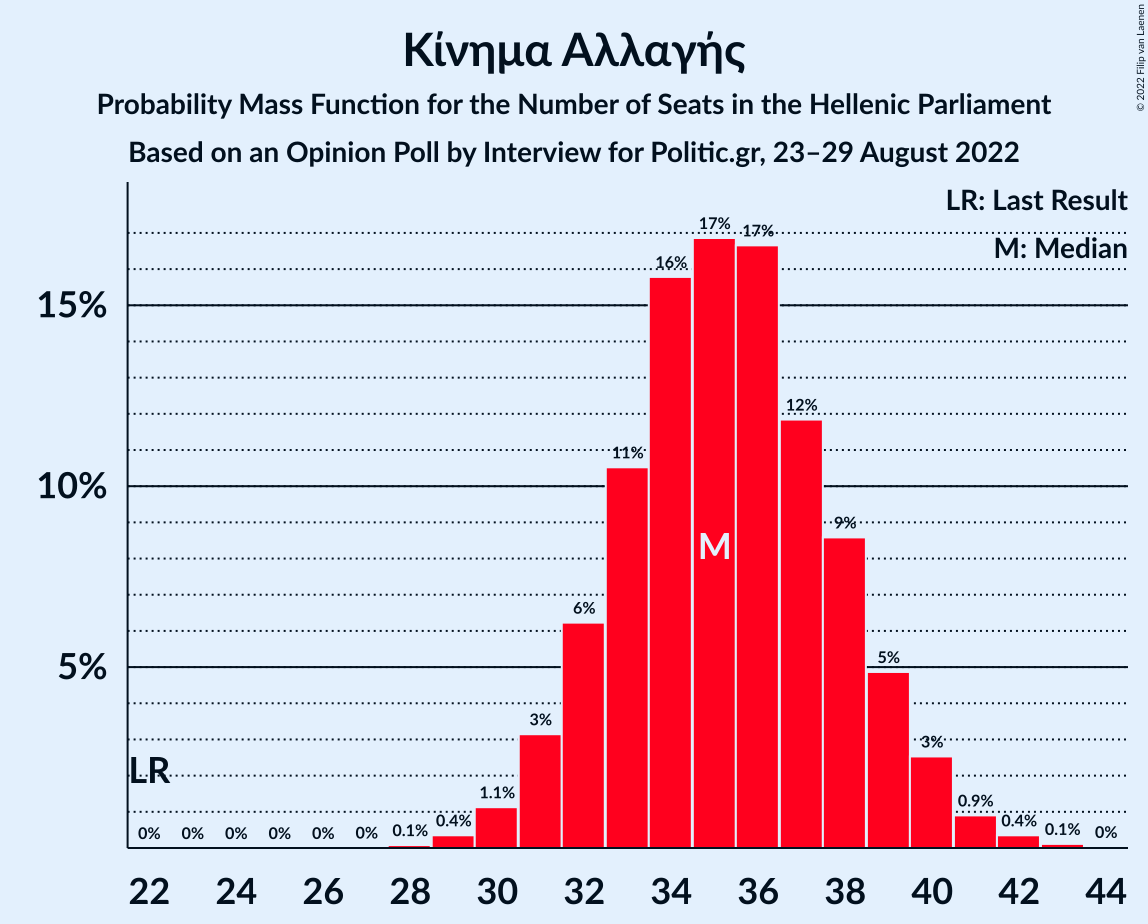 © 2022 Filip van Laenen
Κίνημα Αλλαγής
Probability Mass Function for the Number of Seats in the Hellenic Parliament
Based on an Opinion Poll by Interview for Politic.gr, 23–29 August 2022
LR: Last Result
M: Median
17%
17%
16%
15%
12%
11%
10%
9%
M
6%
5%
5%
3%
3%
LR
1.1%
0.9%
0% 0% 0% 0% 0% 0% 0.1% 0.4% 0.4% 0.1% 0%
22 24 26 28 30 32 34 36 38 40 42 44